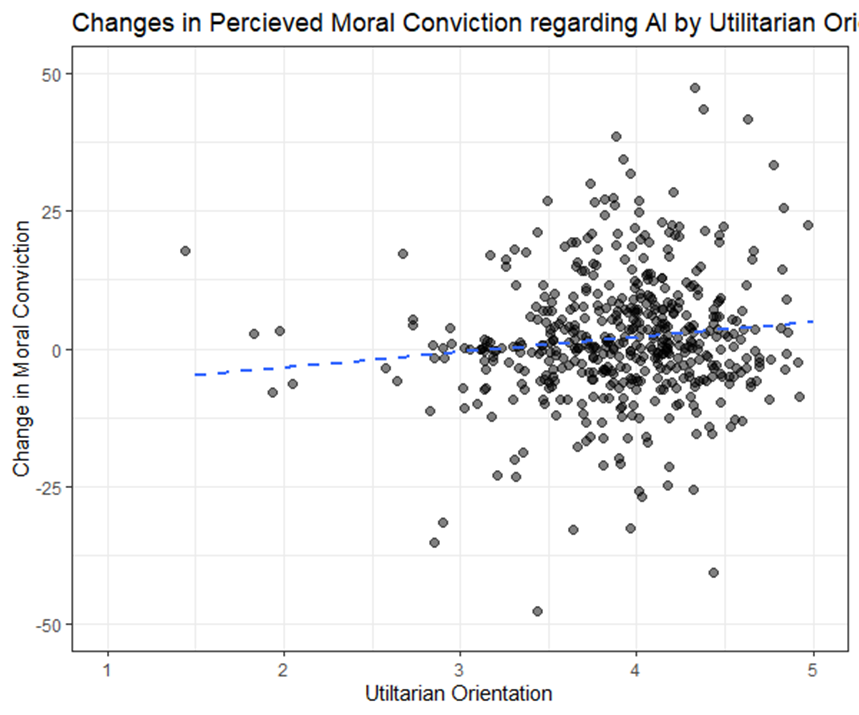 Changes in Percieved Moral Conviction regarding AI by Utilitarian Ori
50
25
0
-25
-50
Change in Moral Conviction
1 2 3 4 5
Utiltarian Orientation